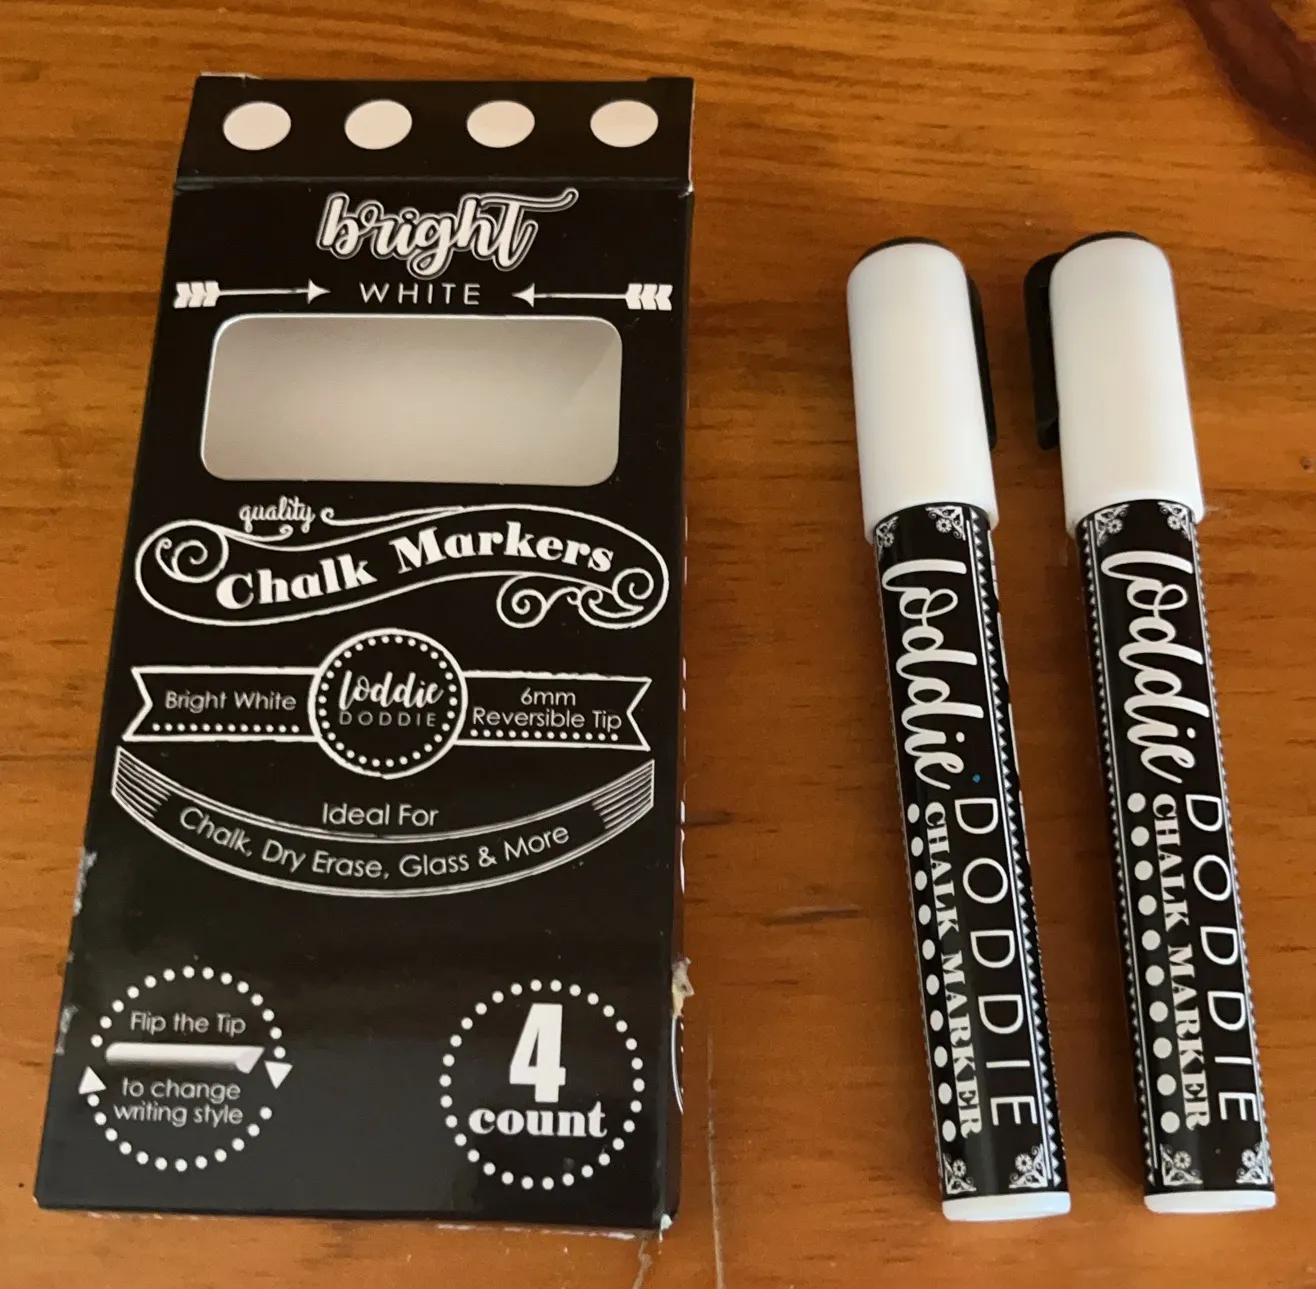 bright
WHITE
quality
Chalk Markers
Bright White
loddie
DODDIE
6mm
Reversible Tip
Ideal For
Chalk, Dry Erase, Glass & More
Flip the Tip
to change
writing style
4
count
loddie DODDIE
CHALK MARKER
loddie DODDIE
CHALK MARKER